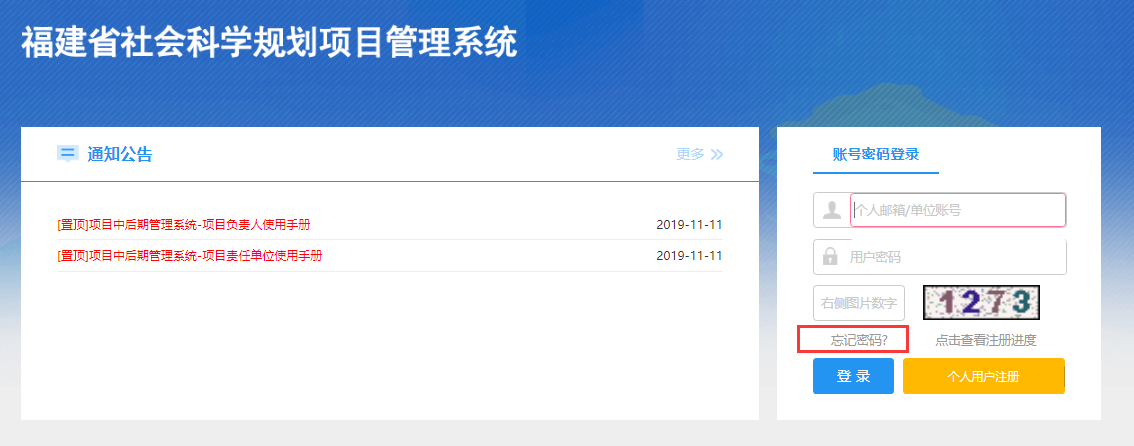 福建省社会科学规划项目管理系统
通知公告
更多
[置顶]项目中后期管理系统-项目负责人使用手册 2019-11-11
[置顶]项目中后期管理系统-项目责任单位使用手册 2019-11-11
账号密码登录
个人邮箱/单位账号
用户密码
右侧图片数字 1273
忘记密码? 点击查看注册进度
登 录 个人用户注册